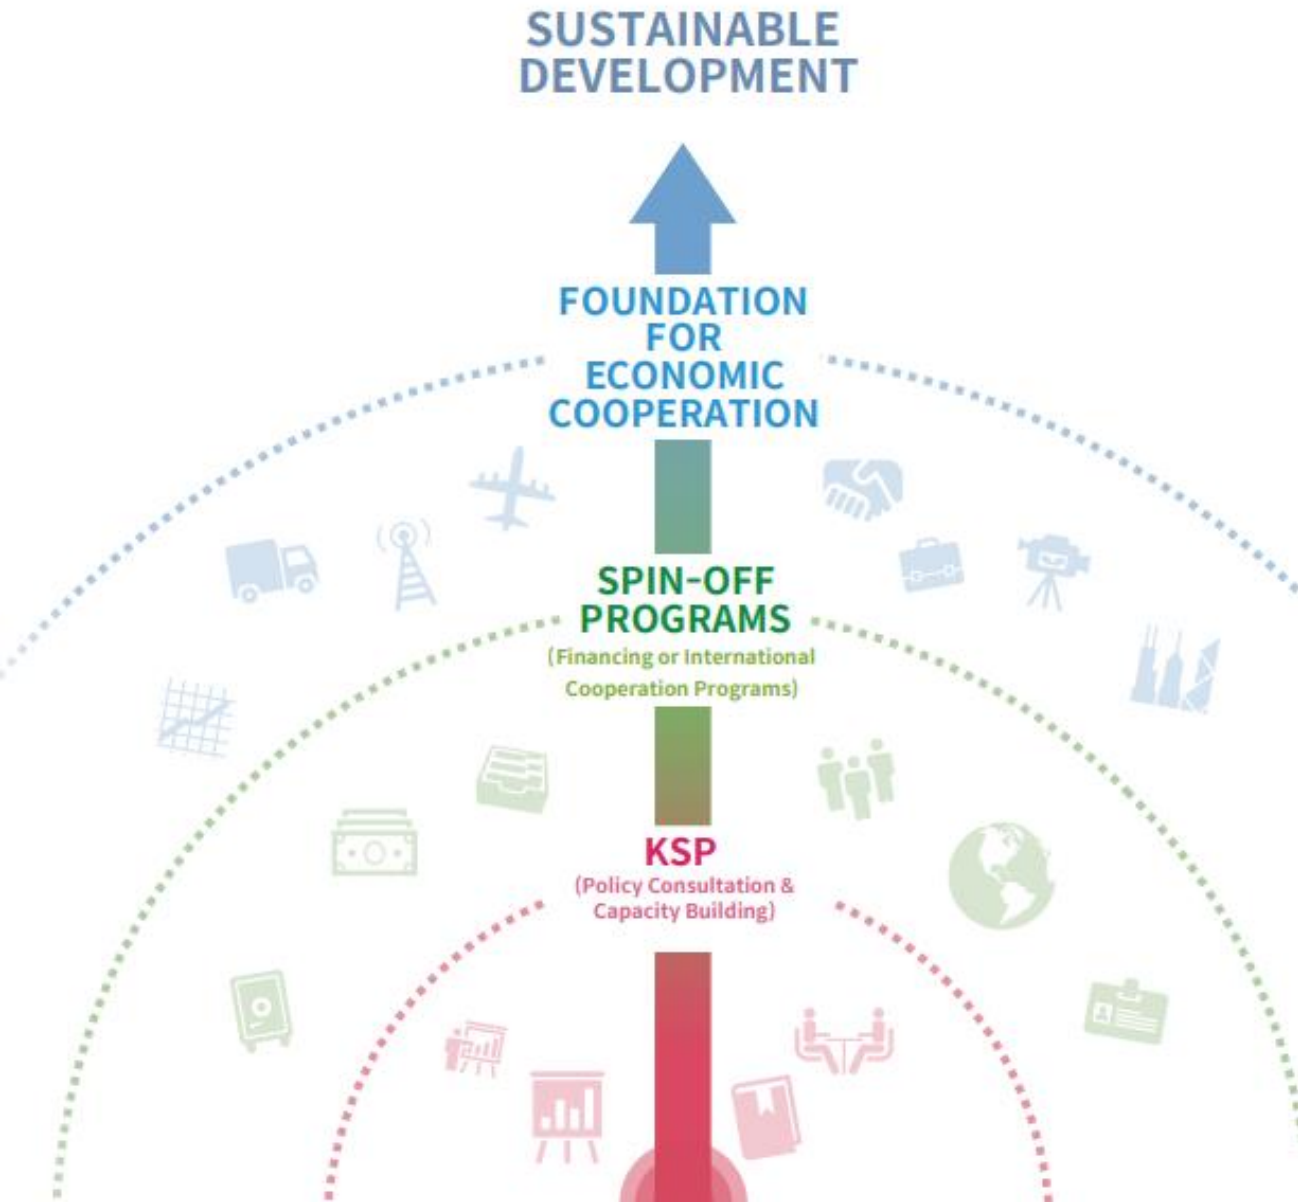 SUSTAINABLE
DEVELOPMENT
FOUNDATION
FOR
ECONOMIC
COOPERATION
SPIN-OFF
PROGRAMS
(Financing or International
Cooperation Programs)
KSP
(Policy Consultation &
Capacity Building)